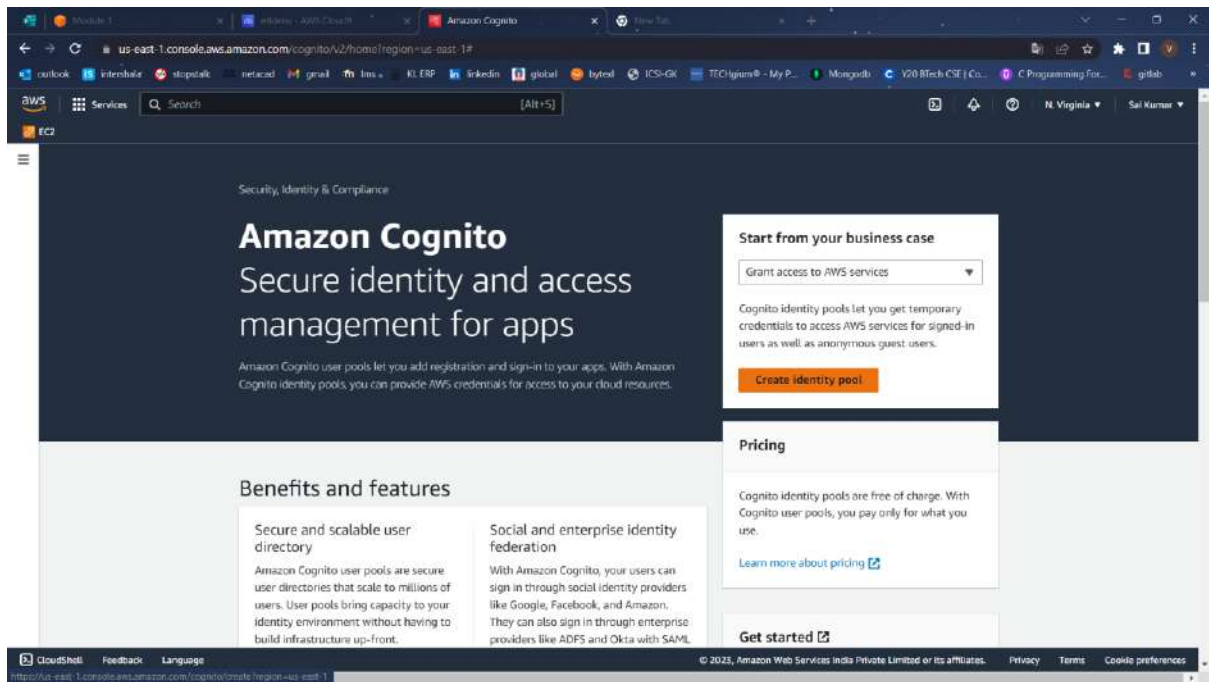 Module 1
Amazon Cognito
New Tab
us-east-1.console.aws.amazon.com/cognito/v2/home?region=us-east-1#
outlook
intershala
stopstalk
netacad
gmail
lms
KL ERP
linkedin
global
bytexl
ICSI-GK
TECHgium® - My P...
Mongodb
Y20 BTech CSE | Co...
C Programming For...
gitlab
»
aws
Services
Search
[Alt+S]
N. Virginia
Sai Kumar
EC2
Security, Identity & Compliance
Amazon Cognito
Secure identity and access
management for apps
Amazon Cognito user pools let you add registration and sign-in to your apps. With Amazon
Cognito identity pools, you can provide AWS credentials for access to your cloud resources.
Start from your business case
Grant access to AWS services
Cognito identity pools let you get temporary
credentials to access AWS services for signed-in
users as well as anonymous guest users.
Create identity pool
Pricing
Cognito identity pools are free of charge. With
Cognito user pools, you pay only for what you
use.
Learn more about pricing
Get started
Benefits and features
Secure and scalable user
directory
Amazon Cognito user pools are secure
user directories that scale to millions of
users. User pools bring capacity to your
identity environment without having to
build infrastructure up-front.
Social and enterprise identity
federation
With Amazon Cognito, your users can
sign in through social identity providers
like Google, Facebook, and Amazon.
They can also sign in through enterprise
providers like ADFS and Okta with SAML
CloudShell
Feedback
Language
© 2023, Amazon Web Services India Private Limited or its affiliates.
Privacy
Terms
Cookie preferences
https://us-east-1.console.aws.amazon.com/cognito/create?region=us-east-1